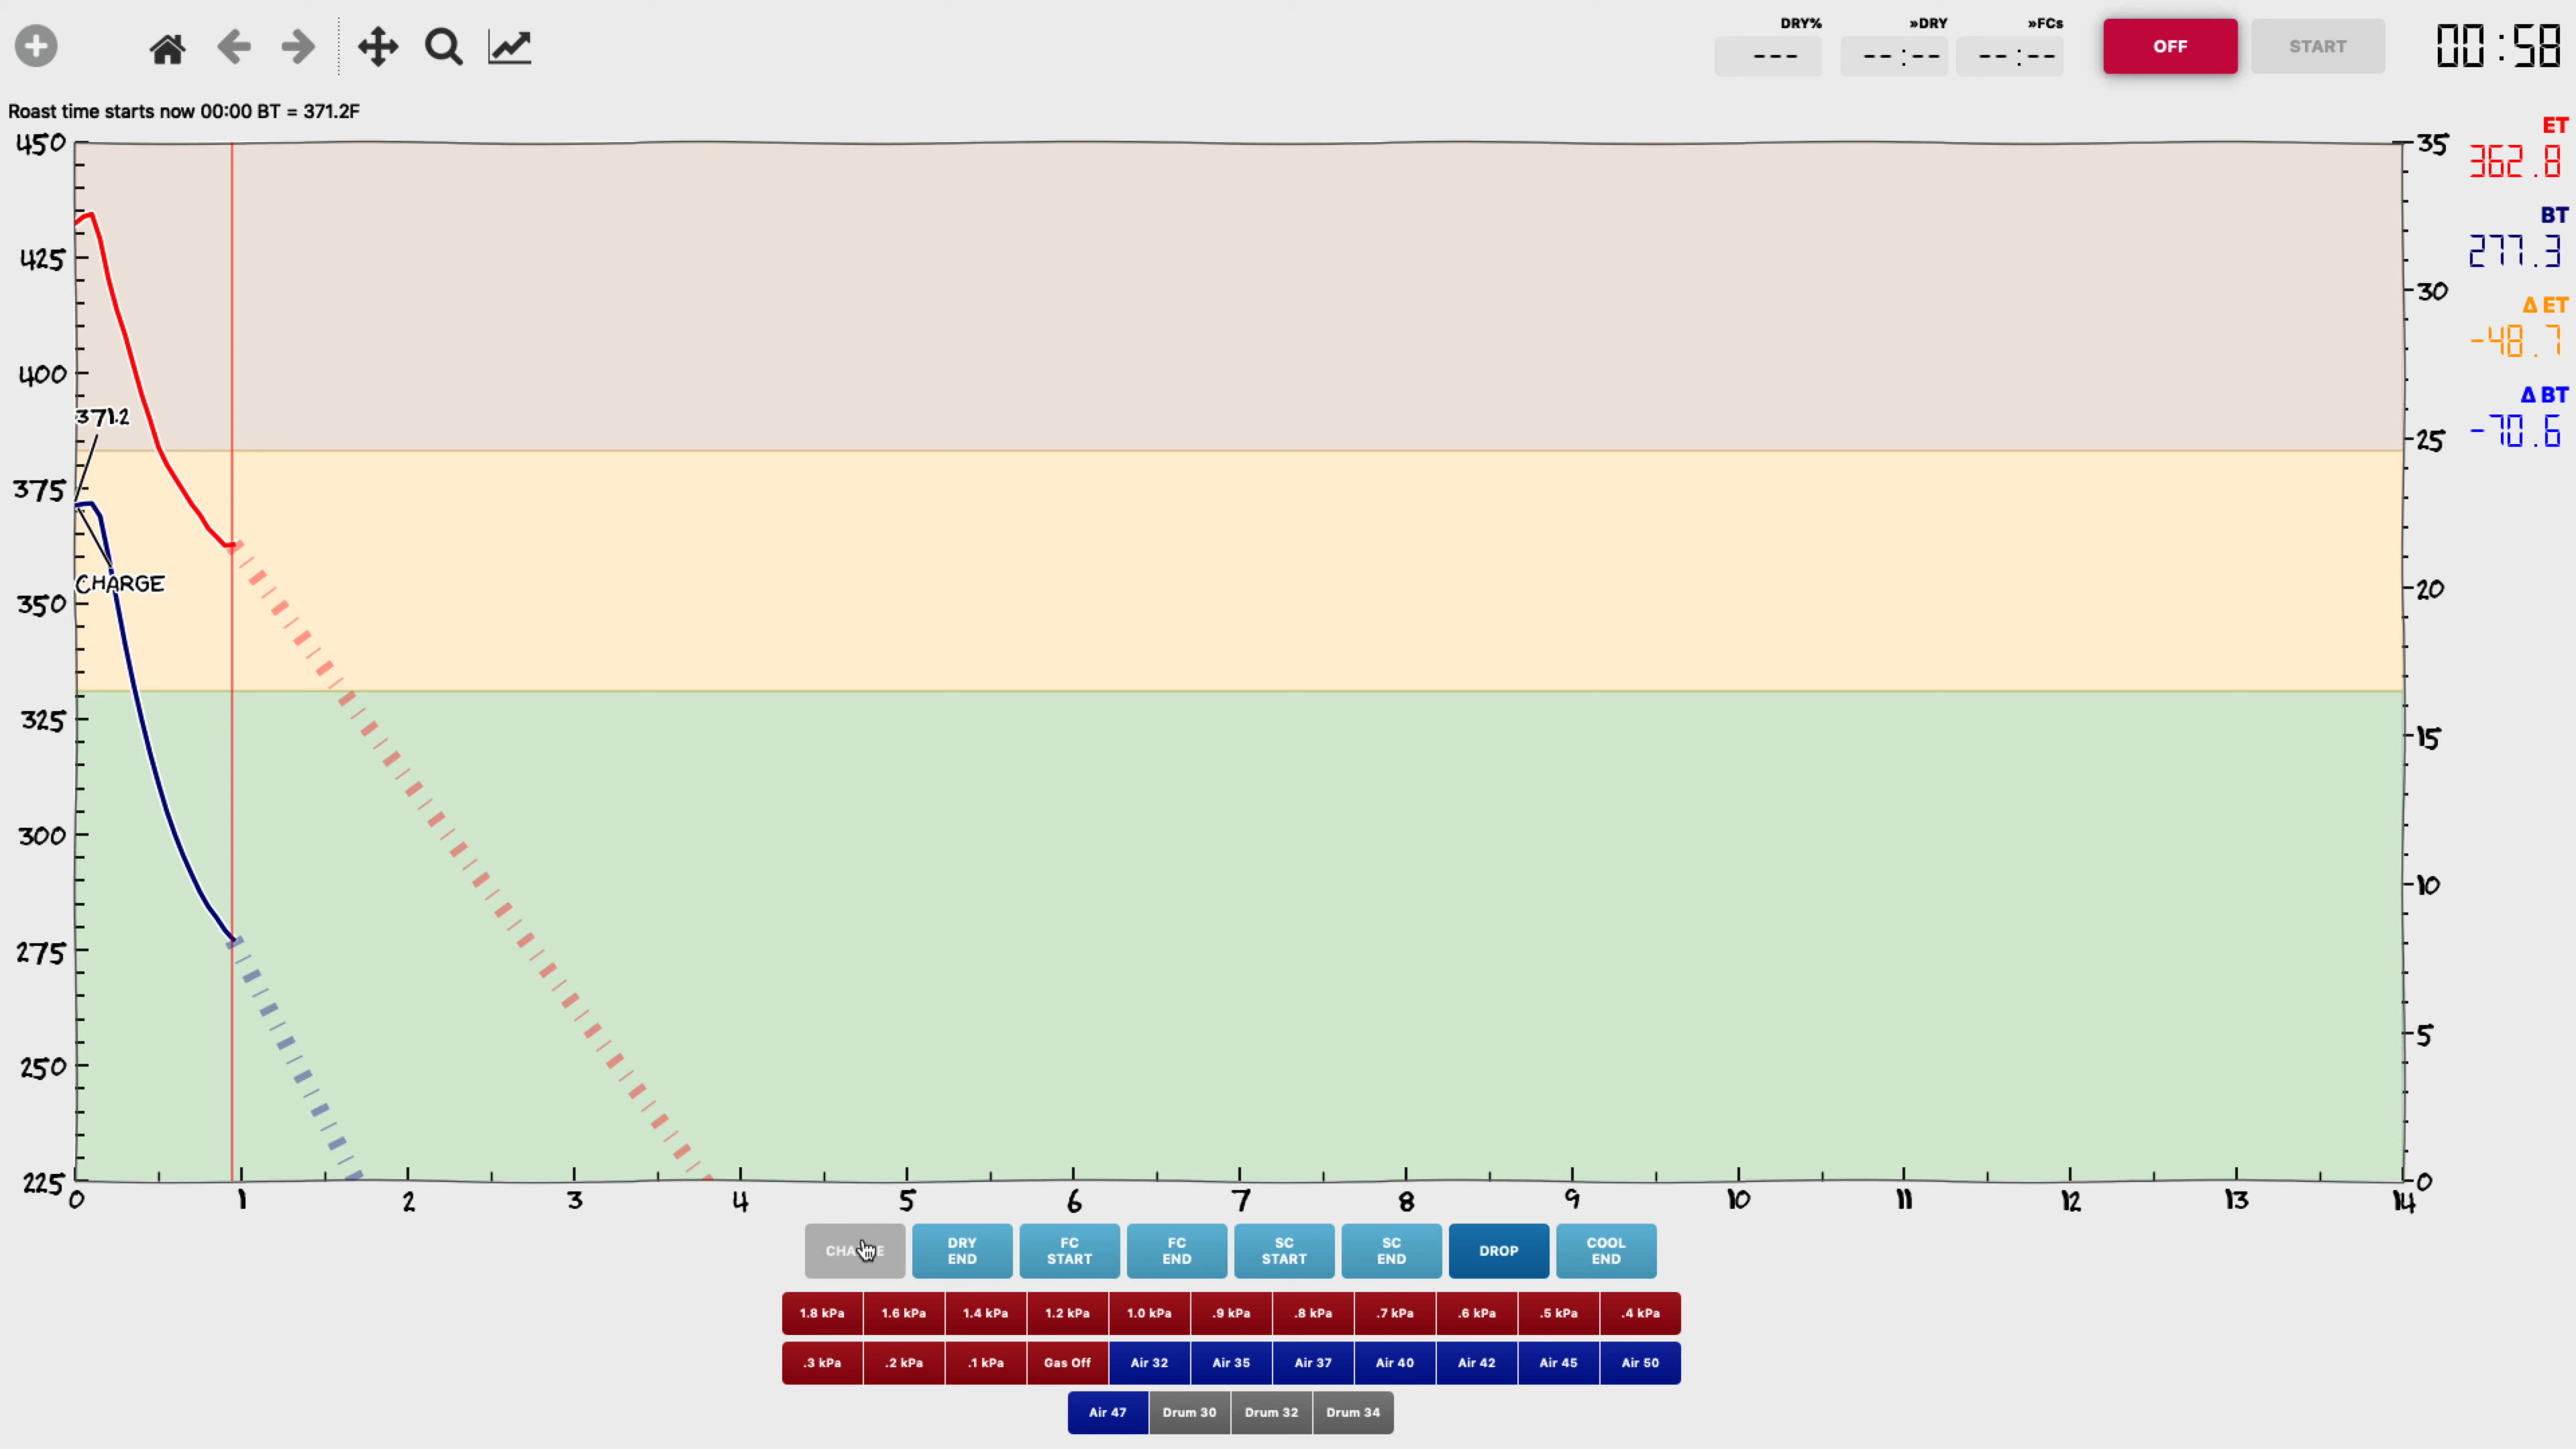 DRY%
»DRY
»FCs
---
--:--
--:--
OFF
START
00:58
Roast time starts now 00:00 BT = 371.2F
ET
362.8
BT
277.3
Δ ET
-48.7
Δ BT
-70.6
450
425
400
375
350
325
300
275
250
225
371.2
CHARGE
35
30
25
20
15
10
5
0
0 1 2 3 4 5 6 7 8 9 10 11 12 13 14
DRY
END
FC
START
FC
END
SC
START
SC
END
DROP
COOL
END
1.8 kPa 1.6 kPa 1.4 kPa 1.2 kPa 1.0 kPa .9 kPa .8 kPa .7 kPa .6 kPa .5 kPa .4 kPa
.3 kPa .2 kPa .1 kPa Gas Off Air 32 Air 35 Air 37 Air 40 Air 42 Air 45 Air 50
Air 47 Drum 30 Drum 32 Drum 34